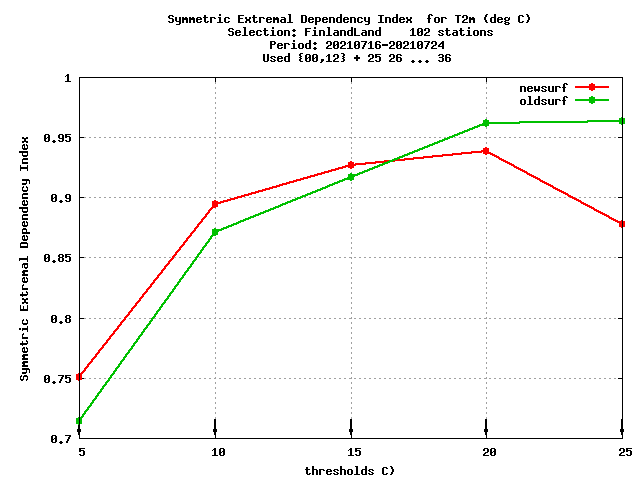 Symmetric Extremal Dependency Index  for T2m (deg C)
Selection: FinlandLand    102 stations
Period: 20210716-20210724
Used {00,12} + 25 26 ... 36
newsurf
oldsurf
Symmetric Extremal Dependency Index
1
0.95
0.9
0.85
0.8
0.75
0.7
5 10 15 20 25
thresholds C)